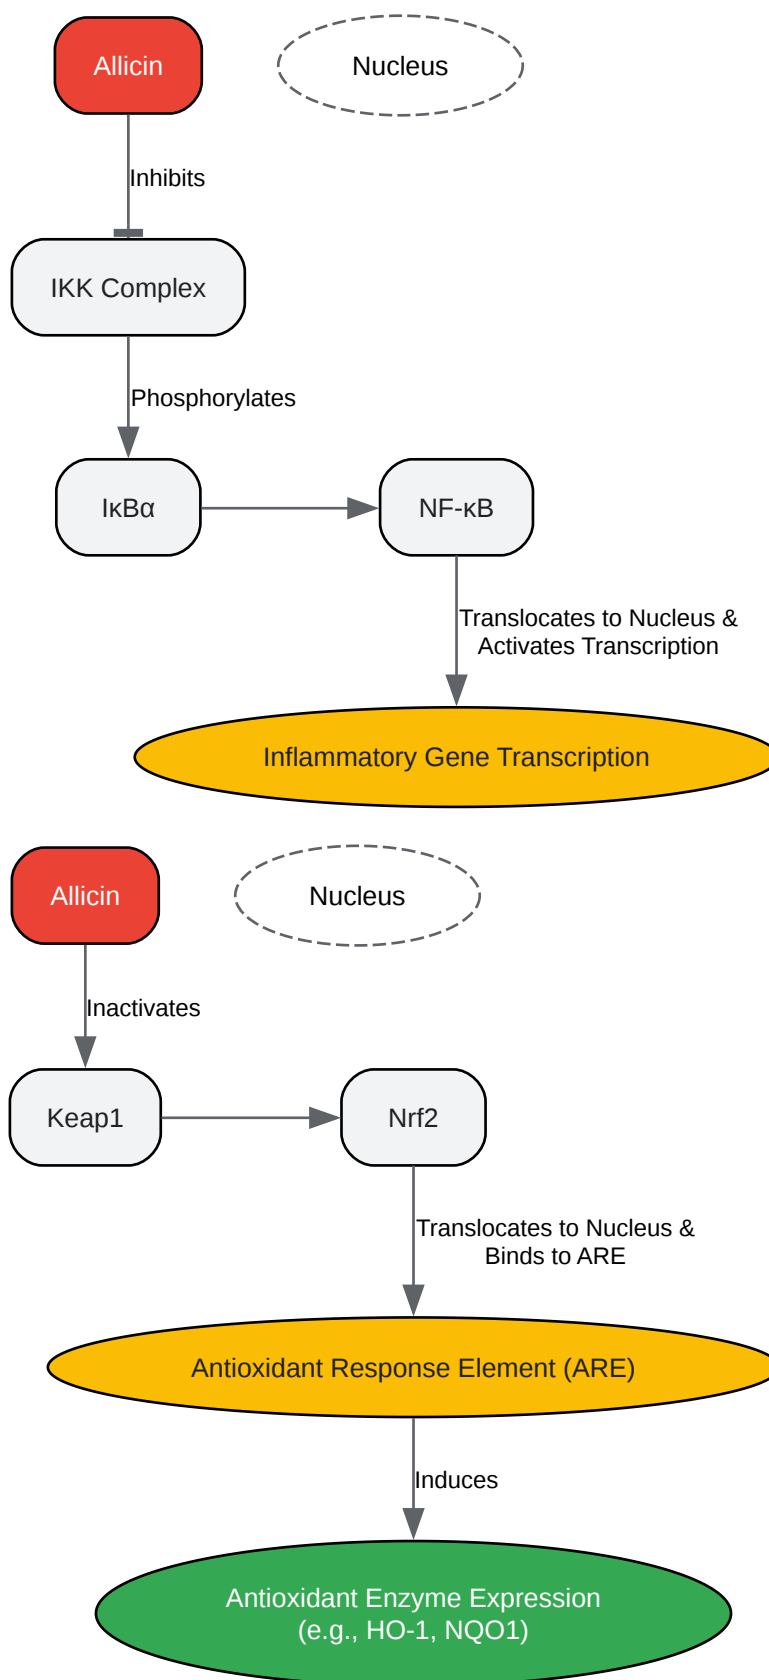 Allicin
Nucleus
Inhibits
IKK Complex
Phosphorylates
IκBα
NF-κB
Translocates to Nucleus &
Activates Transcription
Inflammatory Gene Transcription
Allicin
Nucleus
Inactivates
Keap1
Nrf2
Translocates to Nucleus &
Binds to ARE
Antioxidant Response Element (ARE)
Induces
Antioxidant Enzyme Expression
(e.g., HO-1, NQO1)